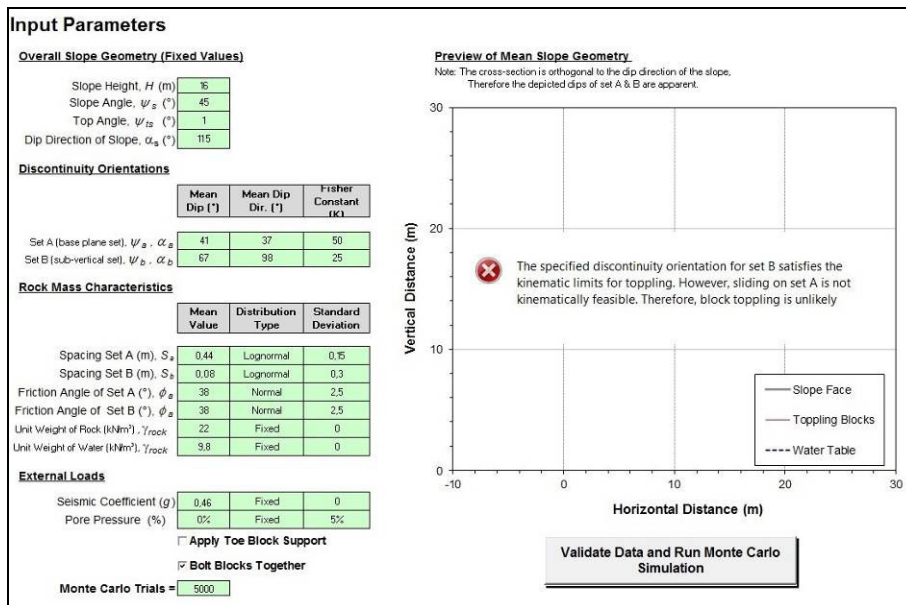 Input Parameters
Overall Slope Geometry (Fixed Values)
Slope Height, H (m) 16
Slope Angle, ψs (°) 45
Top Angle, ψts (°) 1
Dip Direction of Slope, αs (°) 115
Discontinuity Orientations
Mean Dip (°) Mean Dip Dir. (°) Fisher Constant (K)
Set A (base plane set), ψa , αa 41 37 50
Set B (sub-vertical set), ψb , αb 67 98 25
Rock Mass Characteristics
Mean Value Distribution Type Standard Deviation
Spacing Set A (m), Sa 0,44 Lognormal 0,15
Spacing Set B (m), Sb 0,08 Lognormal 0,3
Friction Angle of Set A (°), ϕa 38 Normal 2,5
Friction Angle of Set B (°), ϕa 38 Normal 2,5
Unit Weight of Rock (kN/m³) , γrock 22 Fixed 0
Unit Weight of Water (kN/m³), γrock 9,8 Fixed 0
External Loads
Seismic Coefficient (g) 0,46 Fixed 0
Pore Pressure (%) 0% Fixed 5%
Apply Toe Block Support
Bolt Blocks Together
Monte Carlo Trials = 5000
Preview of Mean Slope Geometry
Note: The cross-section is orthogonal to the dip direction of the slope,
Therefore the depicted dips of set A & B are apparent.
Vertical Distance (m)
30
20
10
0
The specified discontinuity orientation for set B satisfies the
kinematic limits for toppling. However, sliding on set A is not
kinematically feasible. Therefore, block toppling is unlikely
Slope Face
Toppling Blocks
Water Table
-10 0 10 20 30
Horizontal Distance (m)
Validate Data and Run Monte Carlo
Simulation